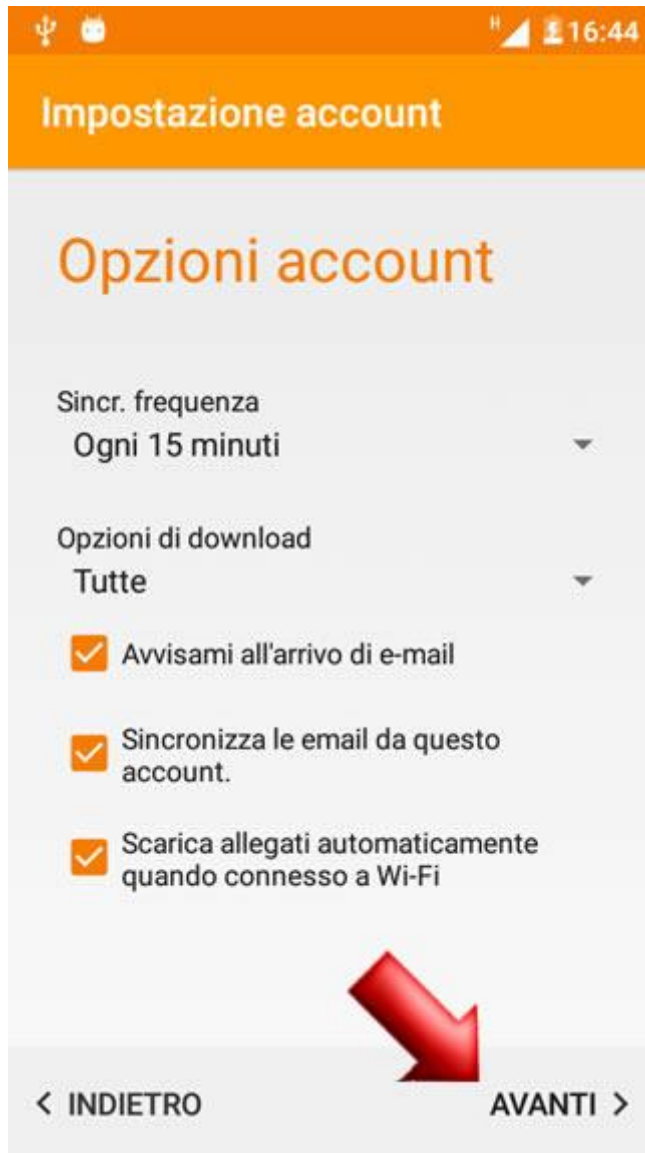 H 16:44
Impostazione account
Opzioni account
Sincr. frequenza
Ogni 15 minuti
Opzioni di download
Tutte
Avvisami all'arrivo di e-mail
Sincronizza le email da questo
account.
Scarica allegati automaticamente
quando connesso a Wi-Fi
< INDIETRO AVANTI >